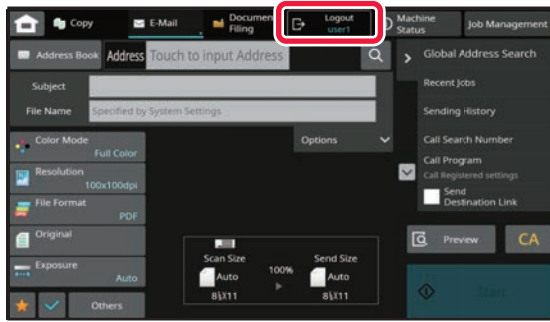 Copy
E-Mail
Documen
Filing
Logout
user1
Machine
Status
Job Management
Address Book
Address
Touch to input Address
Global Address Search
Subject
Recent Jobs
File Name
Specified by System Settings
Sending History
Color Mode
Full Color
Options
Call Search Number
Resolution
100x100dpi
Call Program
Call Registered settings
File Format
PDF
Send
Destination Link
Original
Preview
CA
Exposure
Auto
Scan Size
Auto
8½X11
100%
Send Size
Auto
8½X11
Others
Start